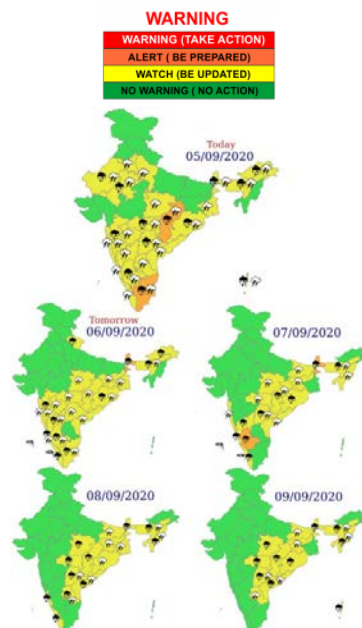 WARNING
WARNING (TAKE ACTION)
ALERT ( BE PREPARED)
WATCH (BE UPDATED)
NO WARNING ( NO ACTION)
Today
05/09/2020
Tomorrow
06/09/2020
07/09/2020
08/09/2020
09/09/2020